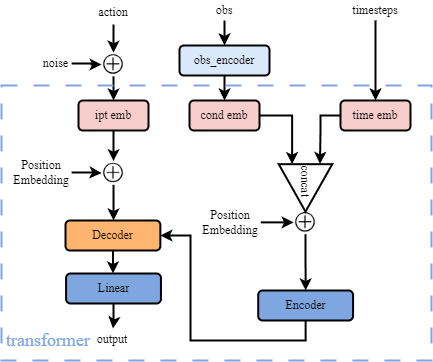 action
obs
timesteps
noise
obs_encoder
ipt emb
cond emb
time emb
concat
Position
Embedding
Position
Embedding
Decoder
Linear
Encoder
transformer
output